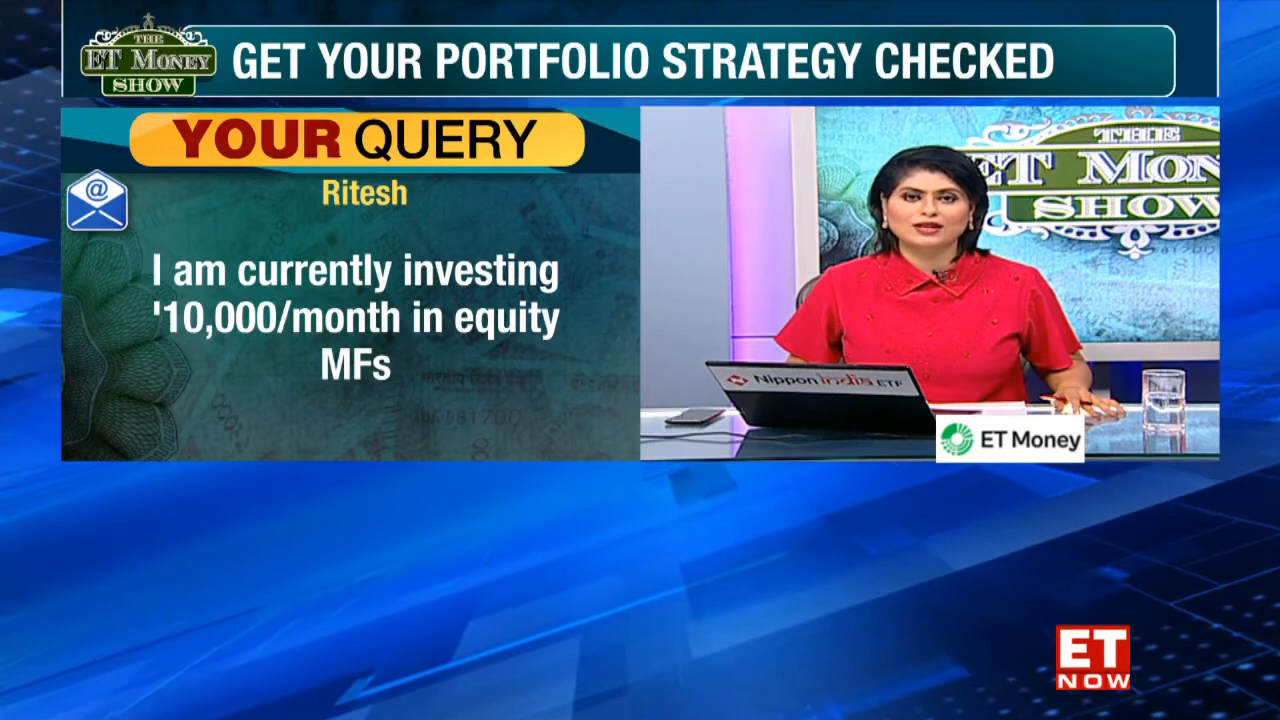 THE
ET MONEY
SHOW
GET YOUR PORTFOLIO STRATEGY CHECKED
YOUR QUERY
@
Ritesh
I am currently investing
'10,000/month in equity
MFs
THE
ET MON
SHOW
Nippon india ETF
ET Money
ET
NOW